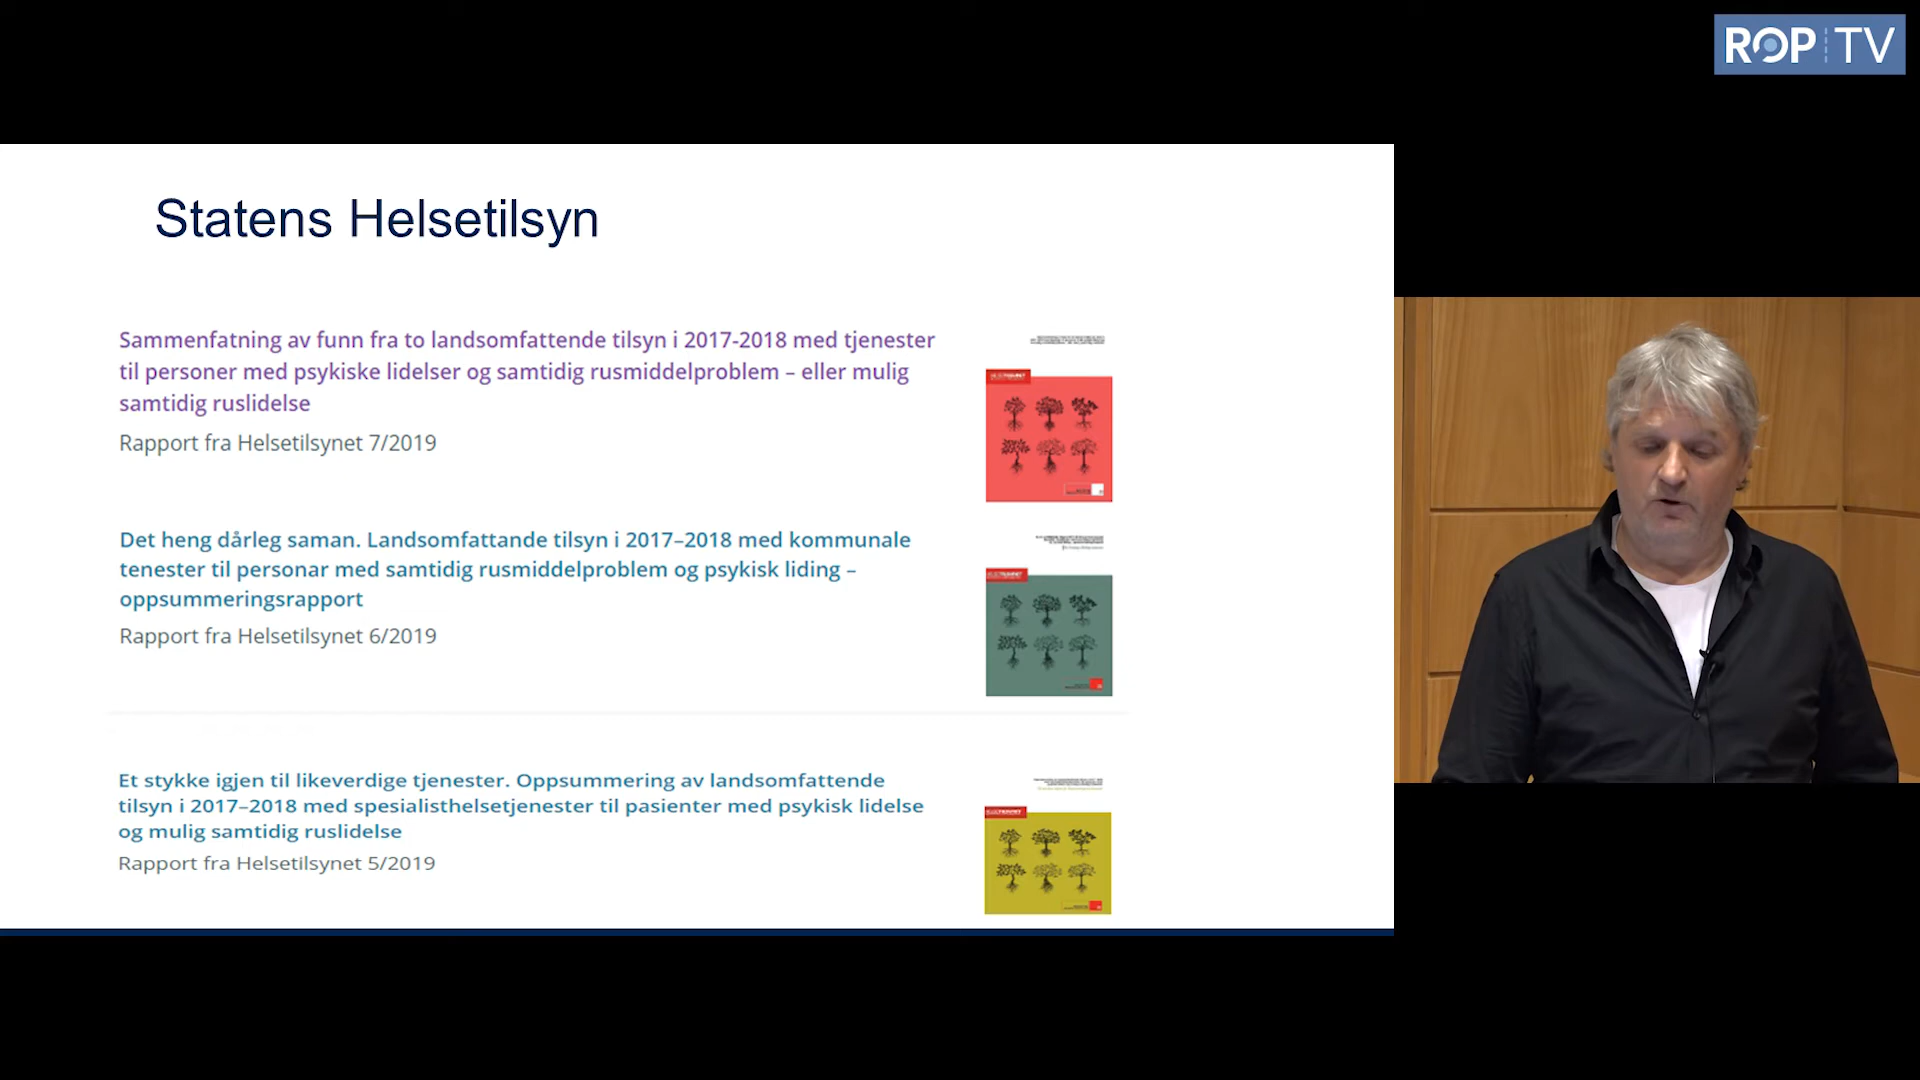 ROP TV
Statens Helsetilsyn
Sammenfatning av funn fra to landsomfattende tilsyn i 2017-2018 med tjenester
til personer med psykiske lidelser og samtidig rusmiddelproblem – eller mulig
samtidig ruslidelse
Rapport fra Helsetilsynet 7/2019
Det heng dårleg saman. Landsomfattande tilsyn i 2017–2018 med kommunale
tenester til personar med samtidig rusmiddelproblem og psykisk liding –
oppsummeringsrapport
Rapport fra Helsetilsynet 6/2019
Et stykke igjen til likeverdige tjenester. Oppsummering av landsomfattende
tilsyn i 2017–2018 med spesialisthelsetjenester til pasienter med psykisk lidelse
og mulig samtidig ruslidelse
Rapport fra Helsetilsynet 5/2019